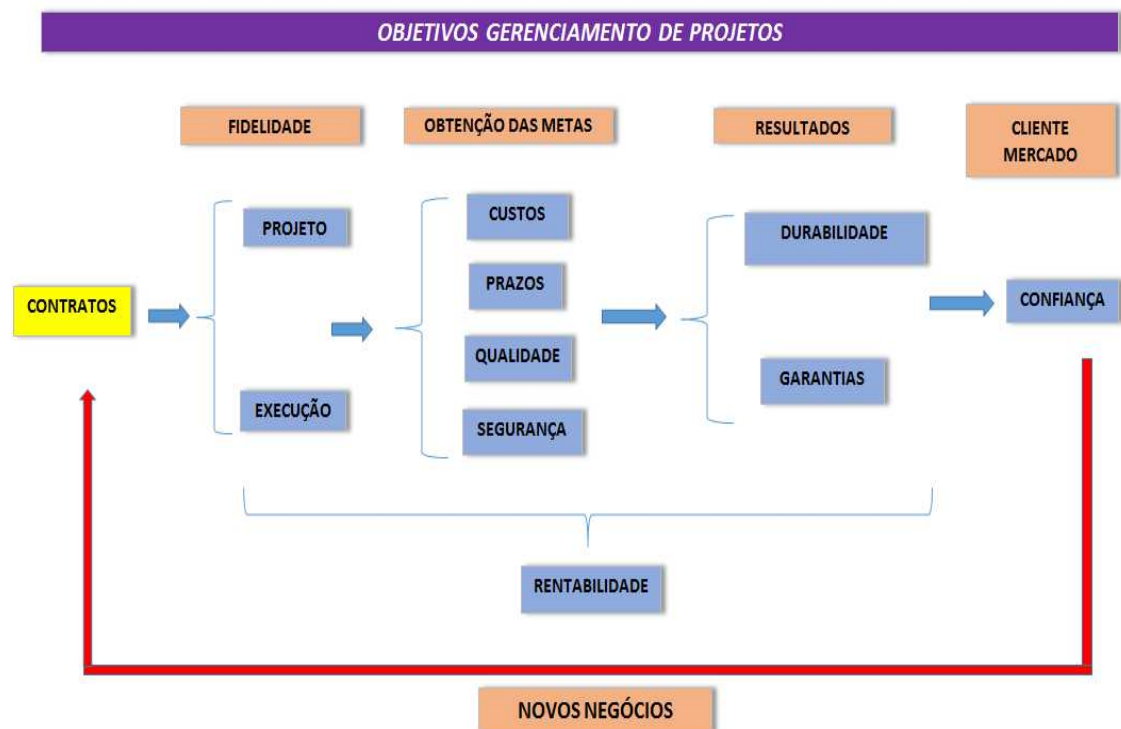 OBJETIVOS GERENCIAMENTO DE PROJETOS
FIDELIDADE
OBTENÇÃO DAS METAS
RESULTADOS
CLIENTE
MERCADO
CONTRATOS
PROJETO
EXECUÇÃO
CUSTOS
PRAZOS
QUALIDADE
SEGURANÇA
DURABILIDADE
GARANTIAS
CONFIANÇA
RENTABILIDADE
NOVOS NEGÓCIOS